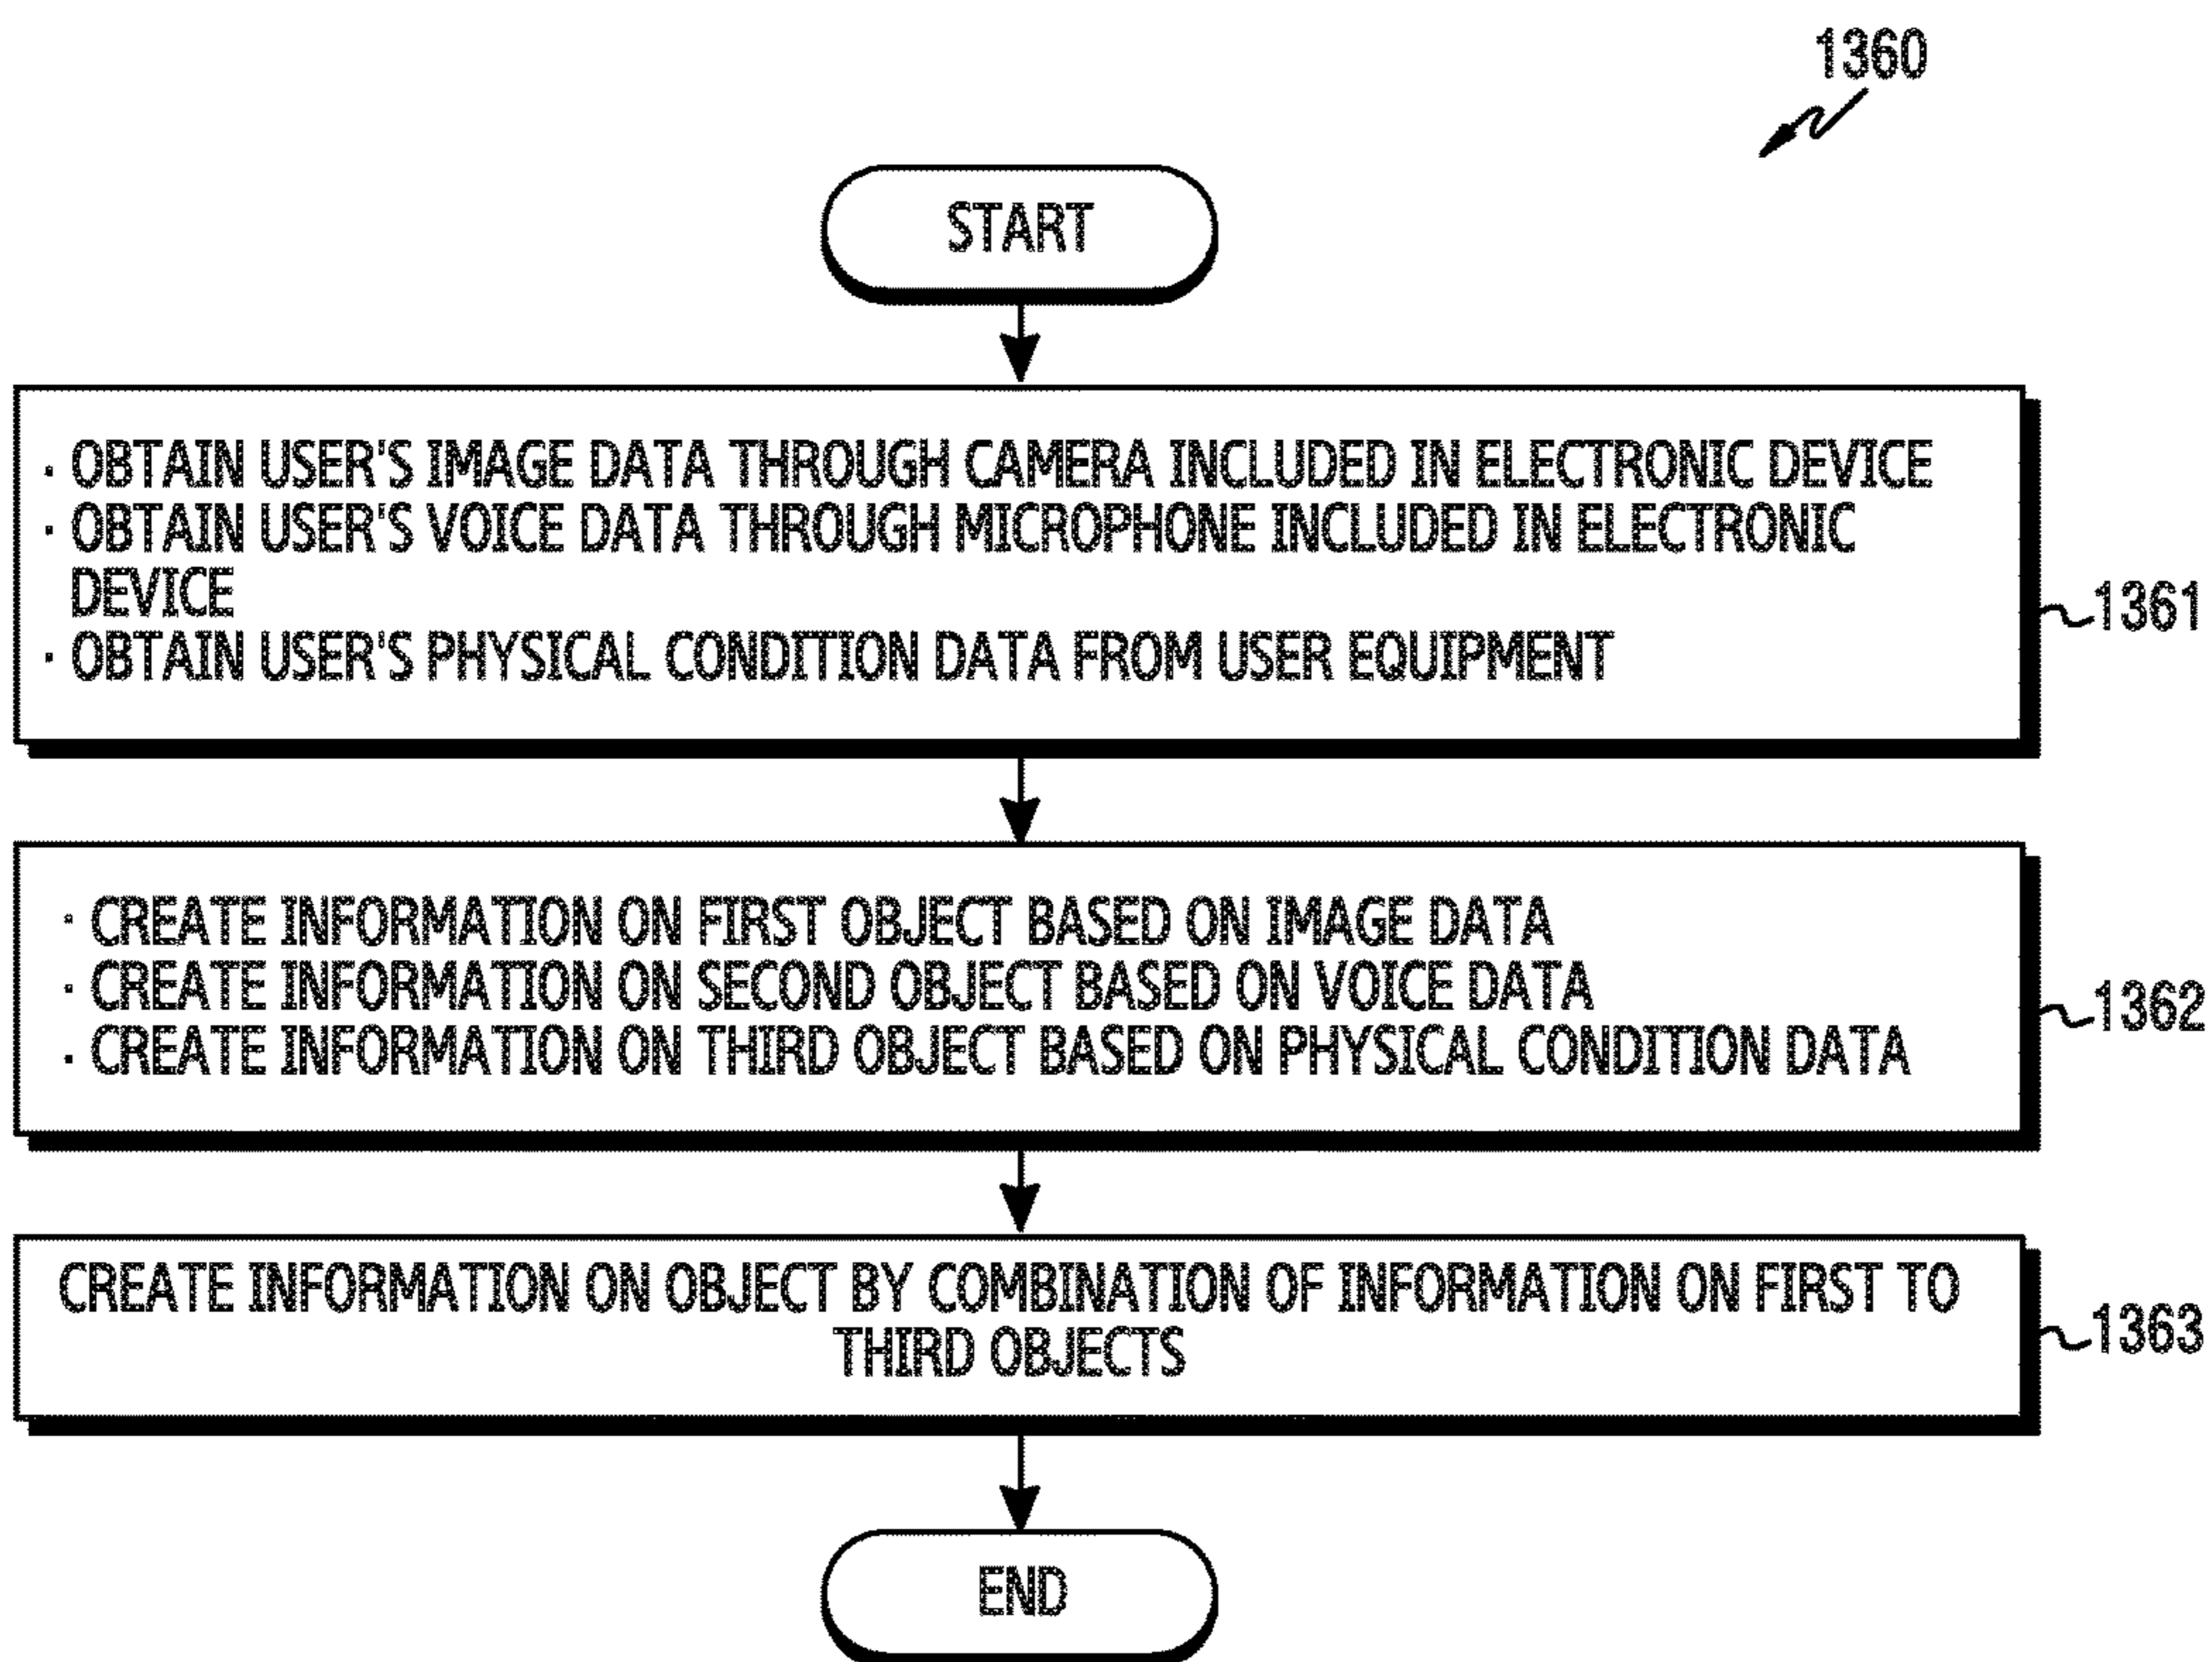 1360
START
· OBTAIN USER'S IMAGE DATA THROUGH CAMERA INCLUDED IN ELECTRONIC DEVICE
· OBTAIN USER'S VOICE DATA THROUGH MICROPHONE INCLUDED IN ELECTRONIC
DEVICE
· OBTAIN USER'S PHYSICAL CONDITION DATA FROM USER EQUIPMENT
1361
· CREATE INFORMATION ON FIRST OBJECT BASED ON IMAGE DATA
· CREATE INFORMATION ON SECOND OBJECT BASED ON VOICE DATA
· CREATE INFORMATION ON THIRD OBJECT BASED ON PHYSICAL CONDITION DATA
1362
CREATE INFORMATION ON OBJECT BY COMBINATION OF INFORMATION ON FIRST TO
THIRD OBJECTS
1363
END